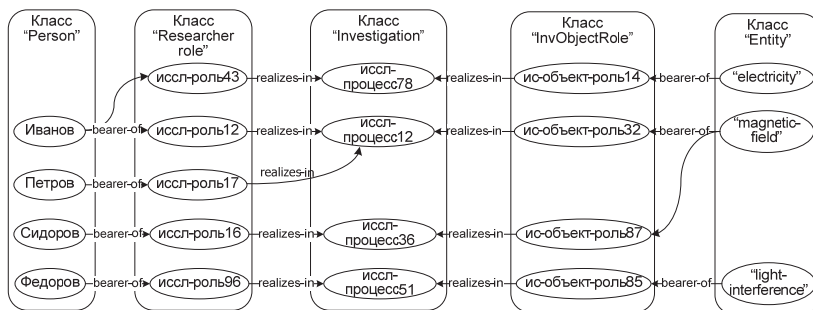 Класс
“Person”
Класс
“Researcher
role”
Класс
“Investigation”
Класс
“InvObjectRole”
Класс
“Entity”
иссл-роль43
realizes-in
иссл-
процесс78
realizes-in
ис-объект-роль14
bearer-of
“electricity”
Иванов
bearer-of
иссл-роль12
realizes-in
иссл-
процесс12
realizes-in
ис-объект-роль32
bearer-of
“magnetic-
field”
Петров
bearer-of
иссл-роль17
realizes-in
Сидоров
bearer-of
иссл-роль16
realizes-in
иссл-
процесс36
realizes-in
ис-объект-роль87
Федоров
bearer-of
иссл-роль96
realizes-in
иссл-
процесс51
realizes-in
ис-объект-роль85
bearer-of
“light-
interference”